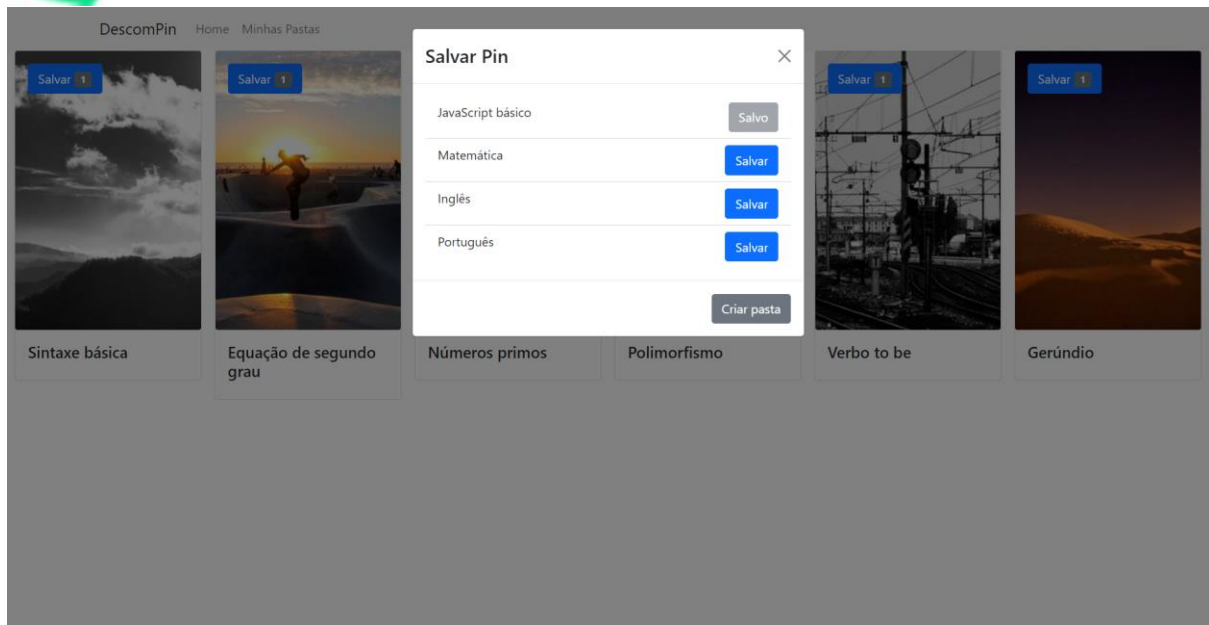 DescomPin Home Minhas Pastas
Salvar Pin
Salvar 1
Salvar 1
Salvar 1
Salvar 1
JavaScript básico Salvo
Matemática Salvar
Inglês Salvar
Português Salvar
Criar pasta
Sintaxe básica
Equação de segundo
grau
Números primos
Polimorfismo
Verbo to be
Gerúndio